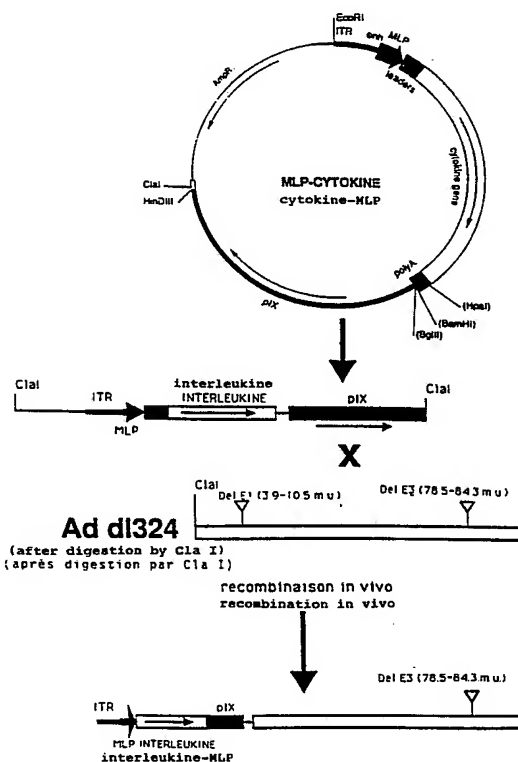 EcoRI
ITR
enh MLP
leaders
AmpR
cytokine gene
MLP-CYTOKINE
cytokine-MLP
ClaI
HinDIII
polyA
(HpaI)
(BamHI)
(BglII)
pIX
ClaI
ClaI
ITR
interleukine
INTERLEUKINE
pIX
MLP
X
ClaI
Del E1 (3.9-10.5 m.u.)
Del E3 (78.5-84.3 m.u.)
Ad dl324
(after digestion by Cla I)
(après digestion par Cla I)
recombinaison in vivo
recombination in vivo
Del E3 (78.5-84.3 m.u.)
ITR
pIX
MLP INTERLEUKINE
interleukine-MLP